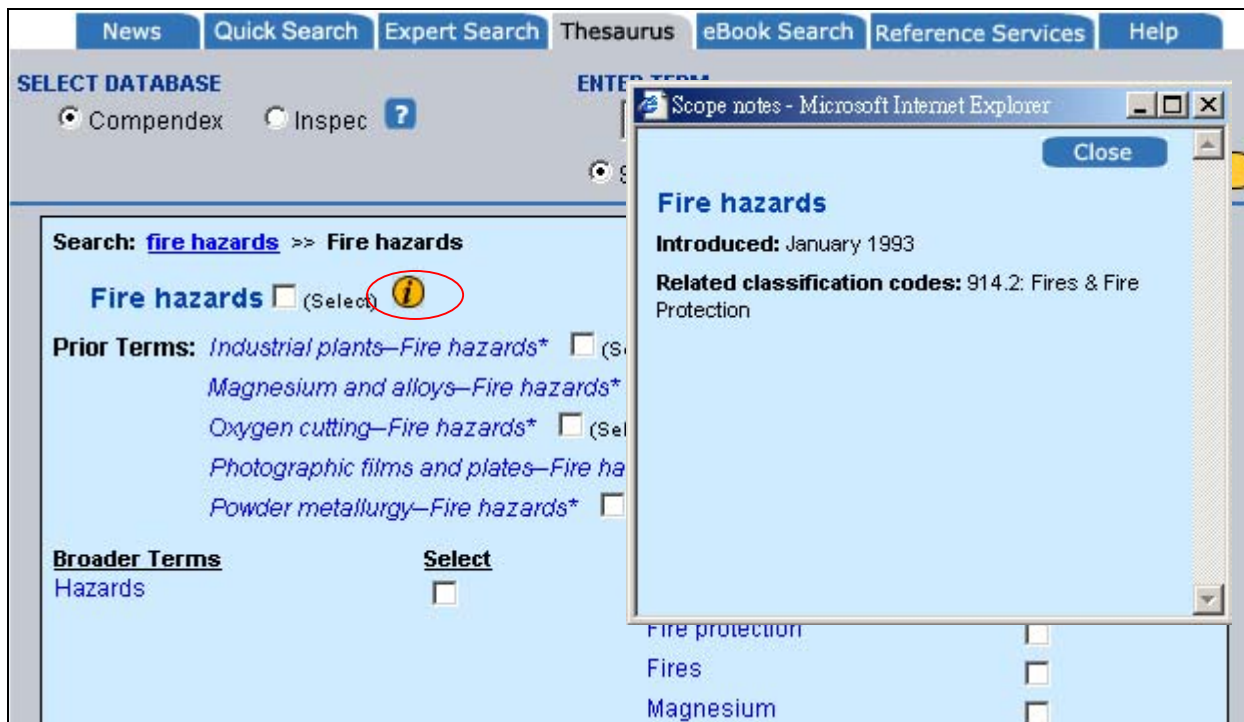 News Quick Search Expert Search Thesaurus eBook Search Reference Services Help
SELECT DATABASE
Compendex Inspec ?
ENTER TERM
Search: fire hazards >> Fire hazards
Fire hazards (Select) i
Prior Terms: Industrial plants—Fire hazards*
Magnesium and alloys—Fire hazards*
Oxygen cutting—Fire hazards*
Photographic films and plates—Fire ha
Powder metallurgy—Fire hazards*
Broader Terms Select
Hazards
Scope notes - Microsoft Internet Explorer
Close
Fire hazards
Introduced: January 1993
Related classification codes: 914.2: Fires & Fire
Protection
Fire protection
Fires
Magnesium